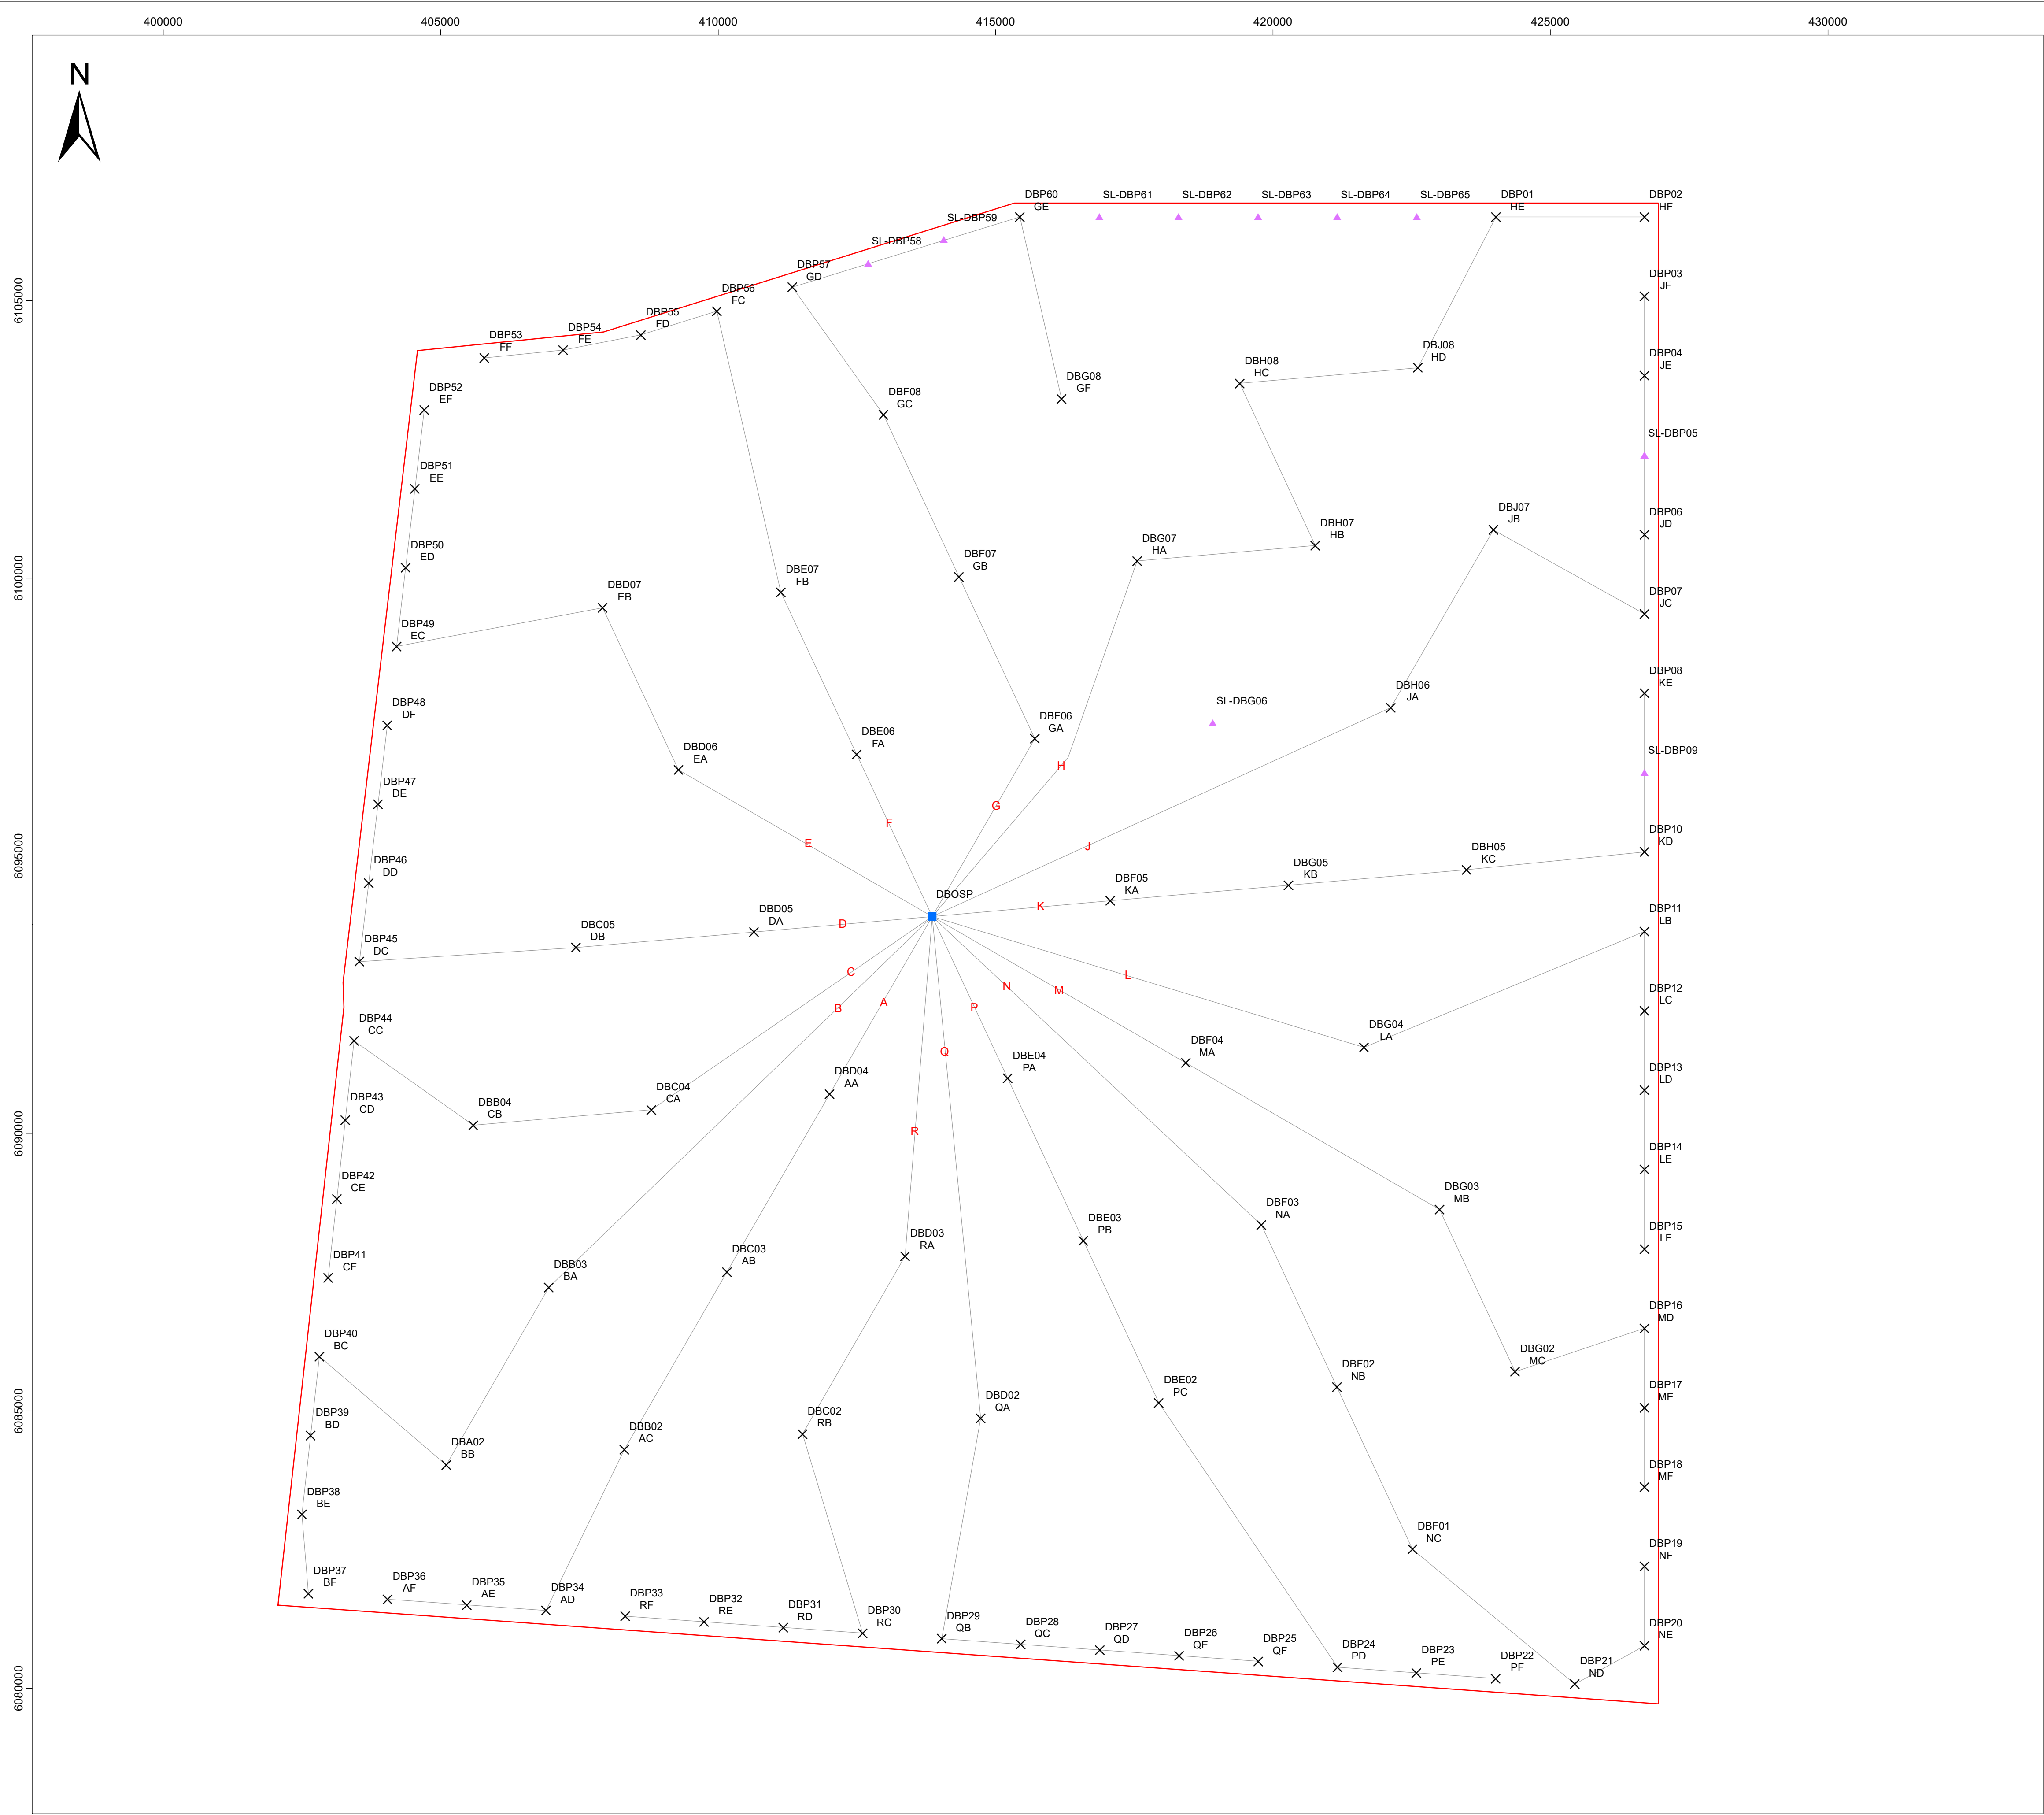 400000
405000
410000
415000
420000
425000
430000
N
DBP60
GE
SL-DBP61
SL-DBP62
SL-DBP63
SL-DBP64
SL-DBP65
DBP01
HE
DBP02
HF
SL-DBP59
SL-DBP58
DBP57
GD
DBP56
FC
DBP55
FD
DBP54
FE
DBP53
FF
DBP03
JF
6105000
DBP52
EF
DBF08
GC
DBG08
GF
DBH08
HC
DBJ08
HD
DBP04
JE
DBP51
EE
SL-DBP05
DBP50
ED
DBF07
GB
DBG07
HA
DBH07
HB
DBJ07
JB
DBP06
JD
6100000
DBD07
EB
DBE07
FB
DBP07
JC
DBP49
EC
DBP48
DF
DBE06
FA
DBF06
GA
SL-DBG06
DBH06
JA
DBP08
KE
DBD06
EA
H
SL-DBP09
DBP47
DE
G
F
E
J
DBP10
KD
6095000
DBP46
DD
DBG05
KB
DBH05
KC
DBOSP
DBF05
KA
K
DBP45
DC
DBC05
DB
DBD05
DA
D
DBP11
LB
C
L
B
A
P
N
M
DBP12
LC
DBP44
CC
Q
DBG04
LA
DBF04
MA
DBE04
PA
DBD04
AA
DBC04
CA
DBB04
CB
DBP43
CD
R
DBP13
LD
6090000
DBP42
CE
DBP14
LE
DBG03
MB
DBF03
NA
DBE03
PB
DBD03
RA
DBC03
AB
DBB03
BA
DBP41
CF
DBP15
LF
DBP40
BC
DBP16
MD
DBG02
MC
DBF02
NB
DBE02
PC
DBD02
QA
DBC02
RB
DBB02
AC
DBA02
BB
DBP39
BD
DBP17
ME
6085000
DBP38
BE
DBP18
MF
DBF01
NC
DBP19
NF
DBP37
BF
DBP36
AF
DBP35
AE
DBP34
AD
DBP33
RF
DBP32
RE
DBP31
RD
DBP30
RC
DBP29
QB
DBP28
QC
DBP27
QD
DBP26
QE
DBP25
QF
DBP24
PD
DBP23
PE
DBP22
PF
DBP21
ND
DBP20
NE
6080000